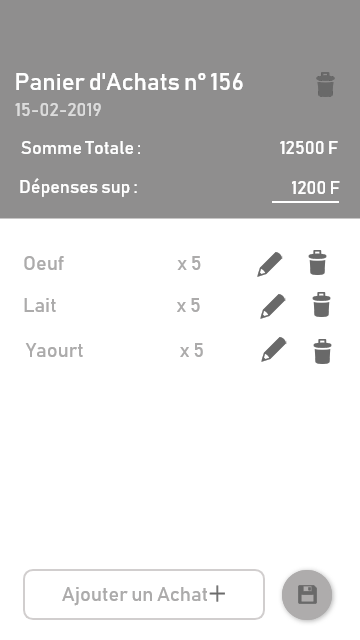 Panier d'Achats n° 156
15-02-2019
Somme Totale : 12500 F
Dépenses sup : 1200 F
Oeuf x 5
Lait x 5
Yaourt x 5
Ajouter un Achat+